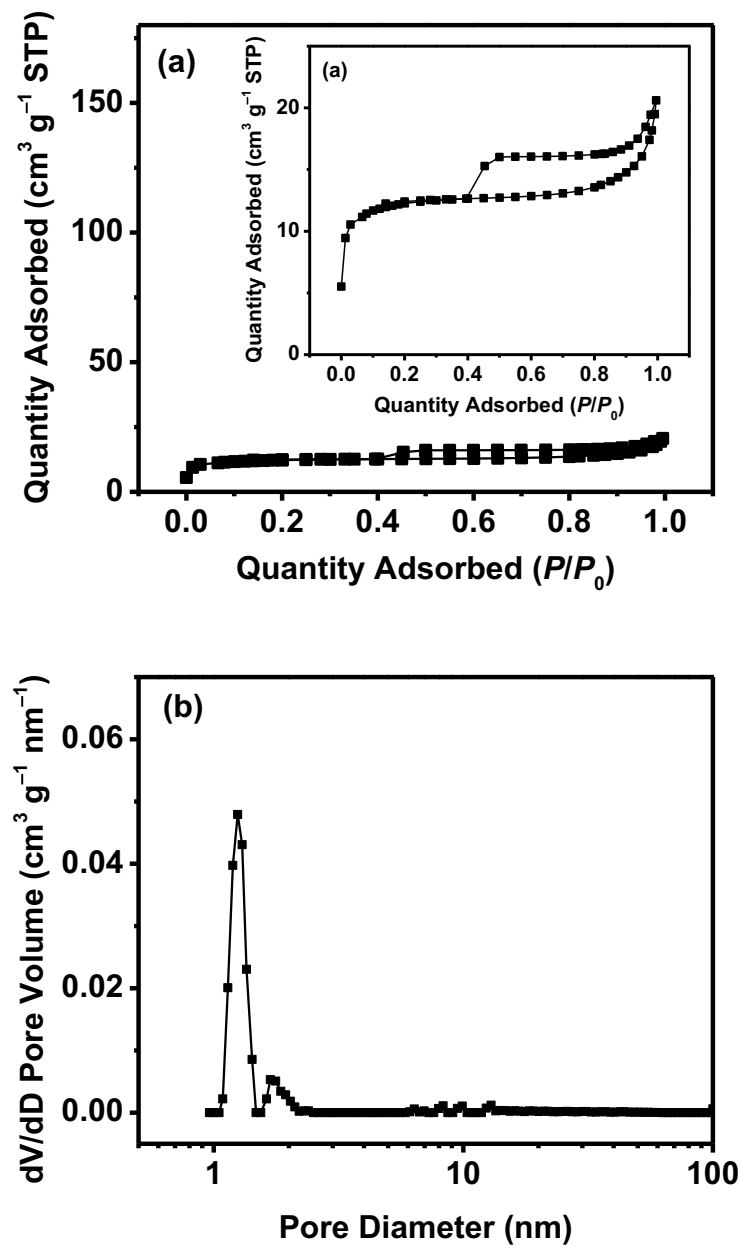 (a)
Quantity Adsorbed (cm³ g⁻¹ STP)
150
100
50
0
0.0 0.2 0.4 0.6 0.8 1.0
Quantity Adsorbed (P/P₀)
(a)
Quantity Adsorbed (cm³ g⁻¹ STP)
20
10
0
0.0 0.2 0.4 0.6 0.8 1.0
Quantity Adsorbed (P/P₀)
(b)
dV/dD Pore Volume (cm³ g⁻¹ nm⁻¹)
0.06
0.04
0.02
0.00
1 10 100
Pore Diameter (nm)